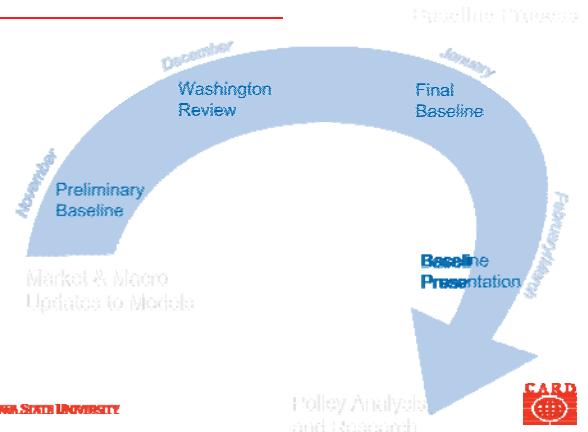 Baseline Process
December
January
Washington
Review
Final
Baseline
November
Preliminary
Baseline
February/March
Baseline
Presentation
Market & Macro
Updates to Models
CARD
STATE UNIVERSITY
Policy Analysis
and Research